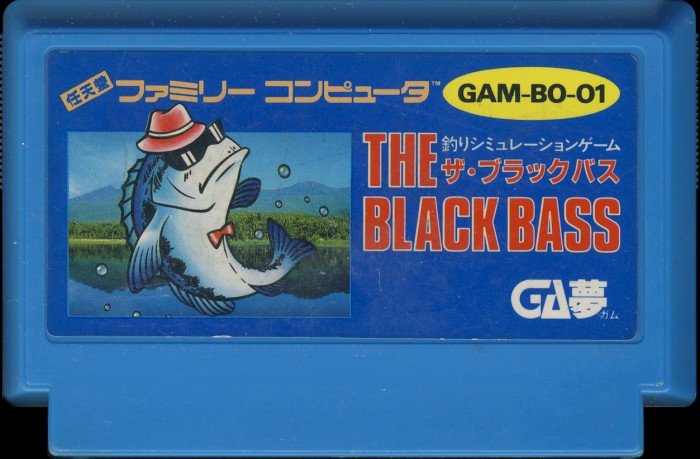 任天堂 ファミリー コンピュータ™
GAM-BO-01
釣りシミュレーションゲーム
THE ザ・ブラックバス
BLACK BASS
GA夢
ガム